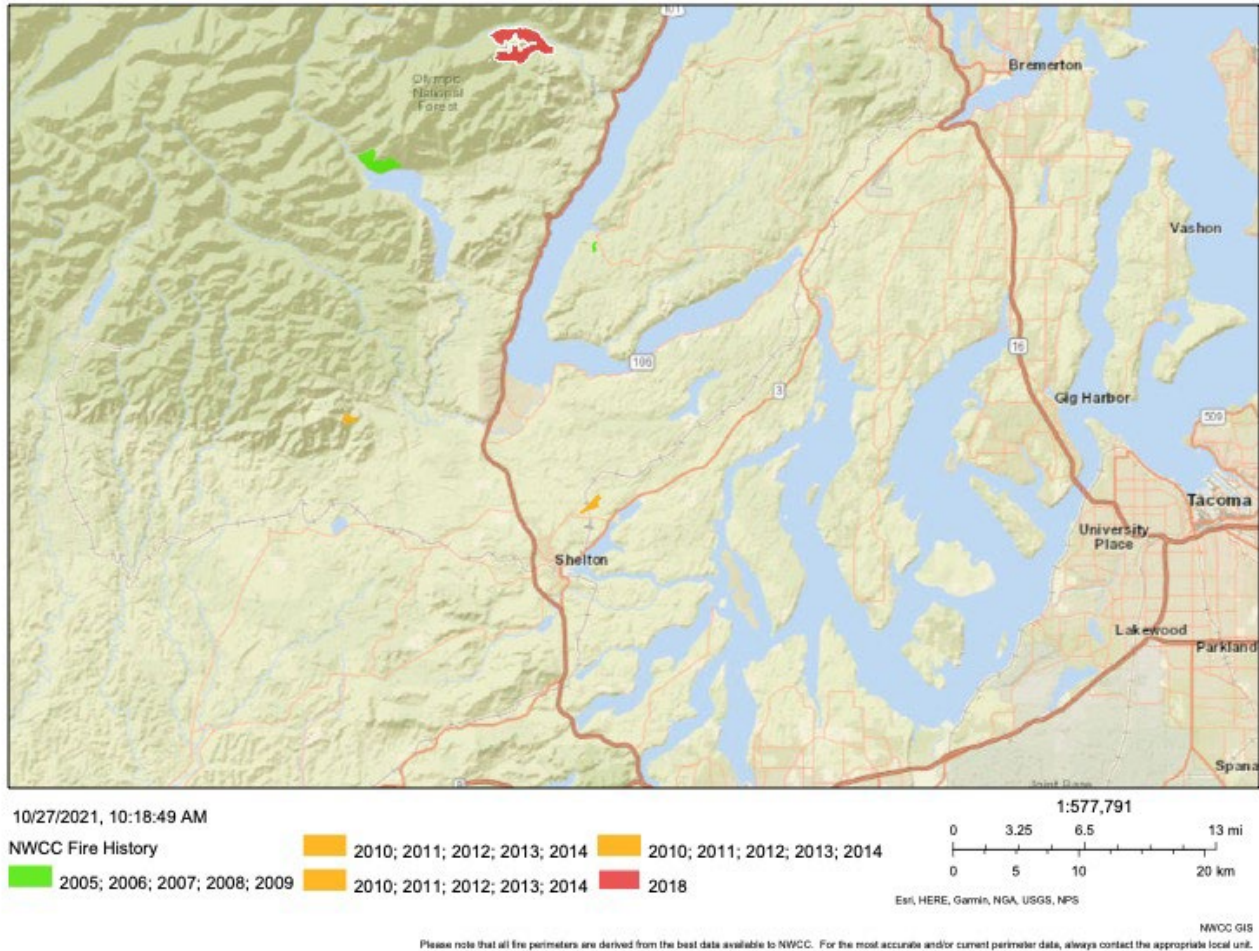 101
Bremerton
Olympic
National
Forest
Vashon
106
16
3
Gig Harbor
509
Tacoma
University
Place
Shelton
Lakewood
Parkland
Spana
Joint Base
8
10/27/2021, 10:18:49 AM
NWCC Fire History
2005; 2006; 2007; 2008; 2009
2010; 2011; 2012; 2013; 2014
2010; 2011; 2012; 2013; 2014
2010; 2011; 2012; 2013; 2014
2018
1:577,791
0 3.25 6.5 13 mi
0 5 10 20 km
Esri, HERE, Garmin, NGA, USGS, NPS
NWCC GIS
Please note that all fire perimeters are derived from the best data available to NWCC. For the most accurate and/or current perimeter data, always contact the appropriate local unit.